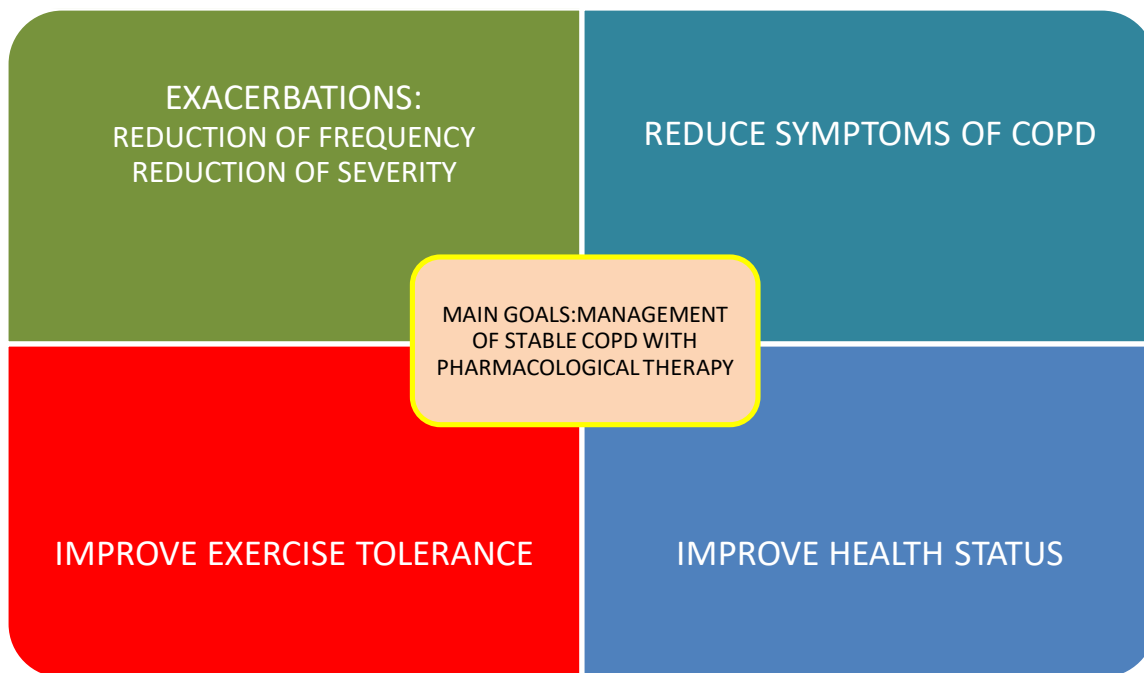 EXACERBATIONS:
REDUCTION OF FREQUENCY
REDUCTION OF SEVERITY
REDUCE SYMPTOMS OF COPD
MAIN GOALS:MANAGEMENT
OF STABLE COPD WITH
PHARMACOLOGICAL THERAPY
IMPROVE EXERCISE TOLERANCE
IMPROVE HEALTH STATUS